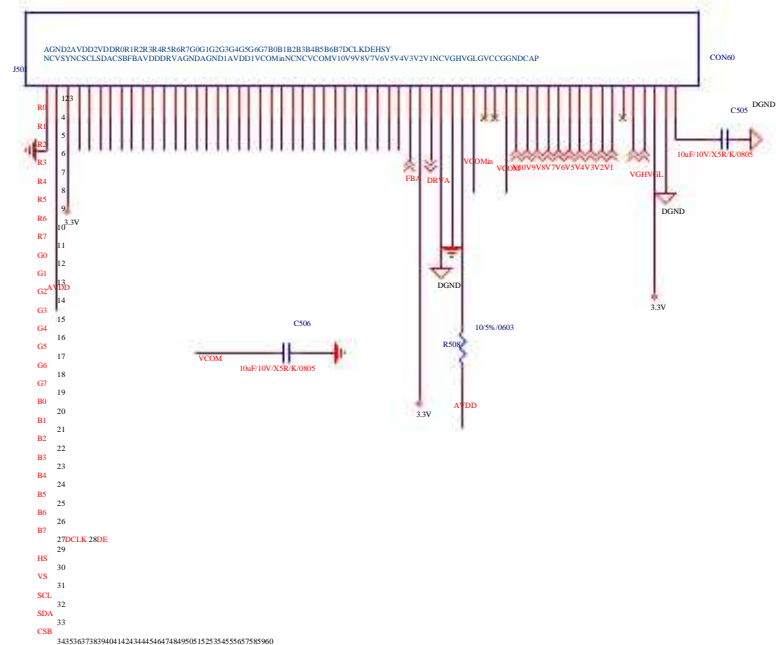 AGND2AVDD2VDDR0R1R2R3R4R5R6R7G0G1G2G3G4G5G6G7B0B1B2B3B4B5B6B7DCLKDEHSY
NCVSYNCSCLSDACSBFBAVDDDRVAGNDAGND1AVDD1VCOMinNCNCVCOMV10V9V8V7V6V5V4V3V2V1NCVGHVGLGVCCGGNDCAP
CON60
J501
123
R0
4
R1
5
R2
6
R3
7
R4
8
R5
9
R6
3.3V
10
R7
11
G0
12
G1
13
G2
AVDD
14
G3
15
G4
16
G5
17
G6
18
G7
19
B0
20
B1
21
B2
22
B3
23
B4
24
B5
25
B6
26
B7
27DCLK 28DE
29
HS
30
VS
31
SCL
32
SDA
33
CSB
343536373839404142434445464748495051525354555657585960
FBA
DRVA
VCOMin
VCOM
V10V9V8V7V6V5V4V3V2V1
VGHVGL
C505
DGND
10uF/10V/X5R/K/0805
DGND
DGND
3.3V
10/5%/0603
R508
AVDD
3.3V
C506
VCOM
10uF/10V/X5R/K/0805